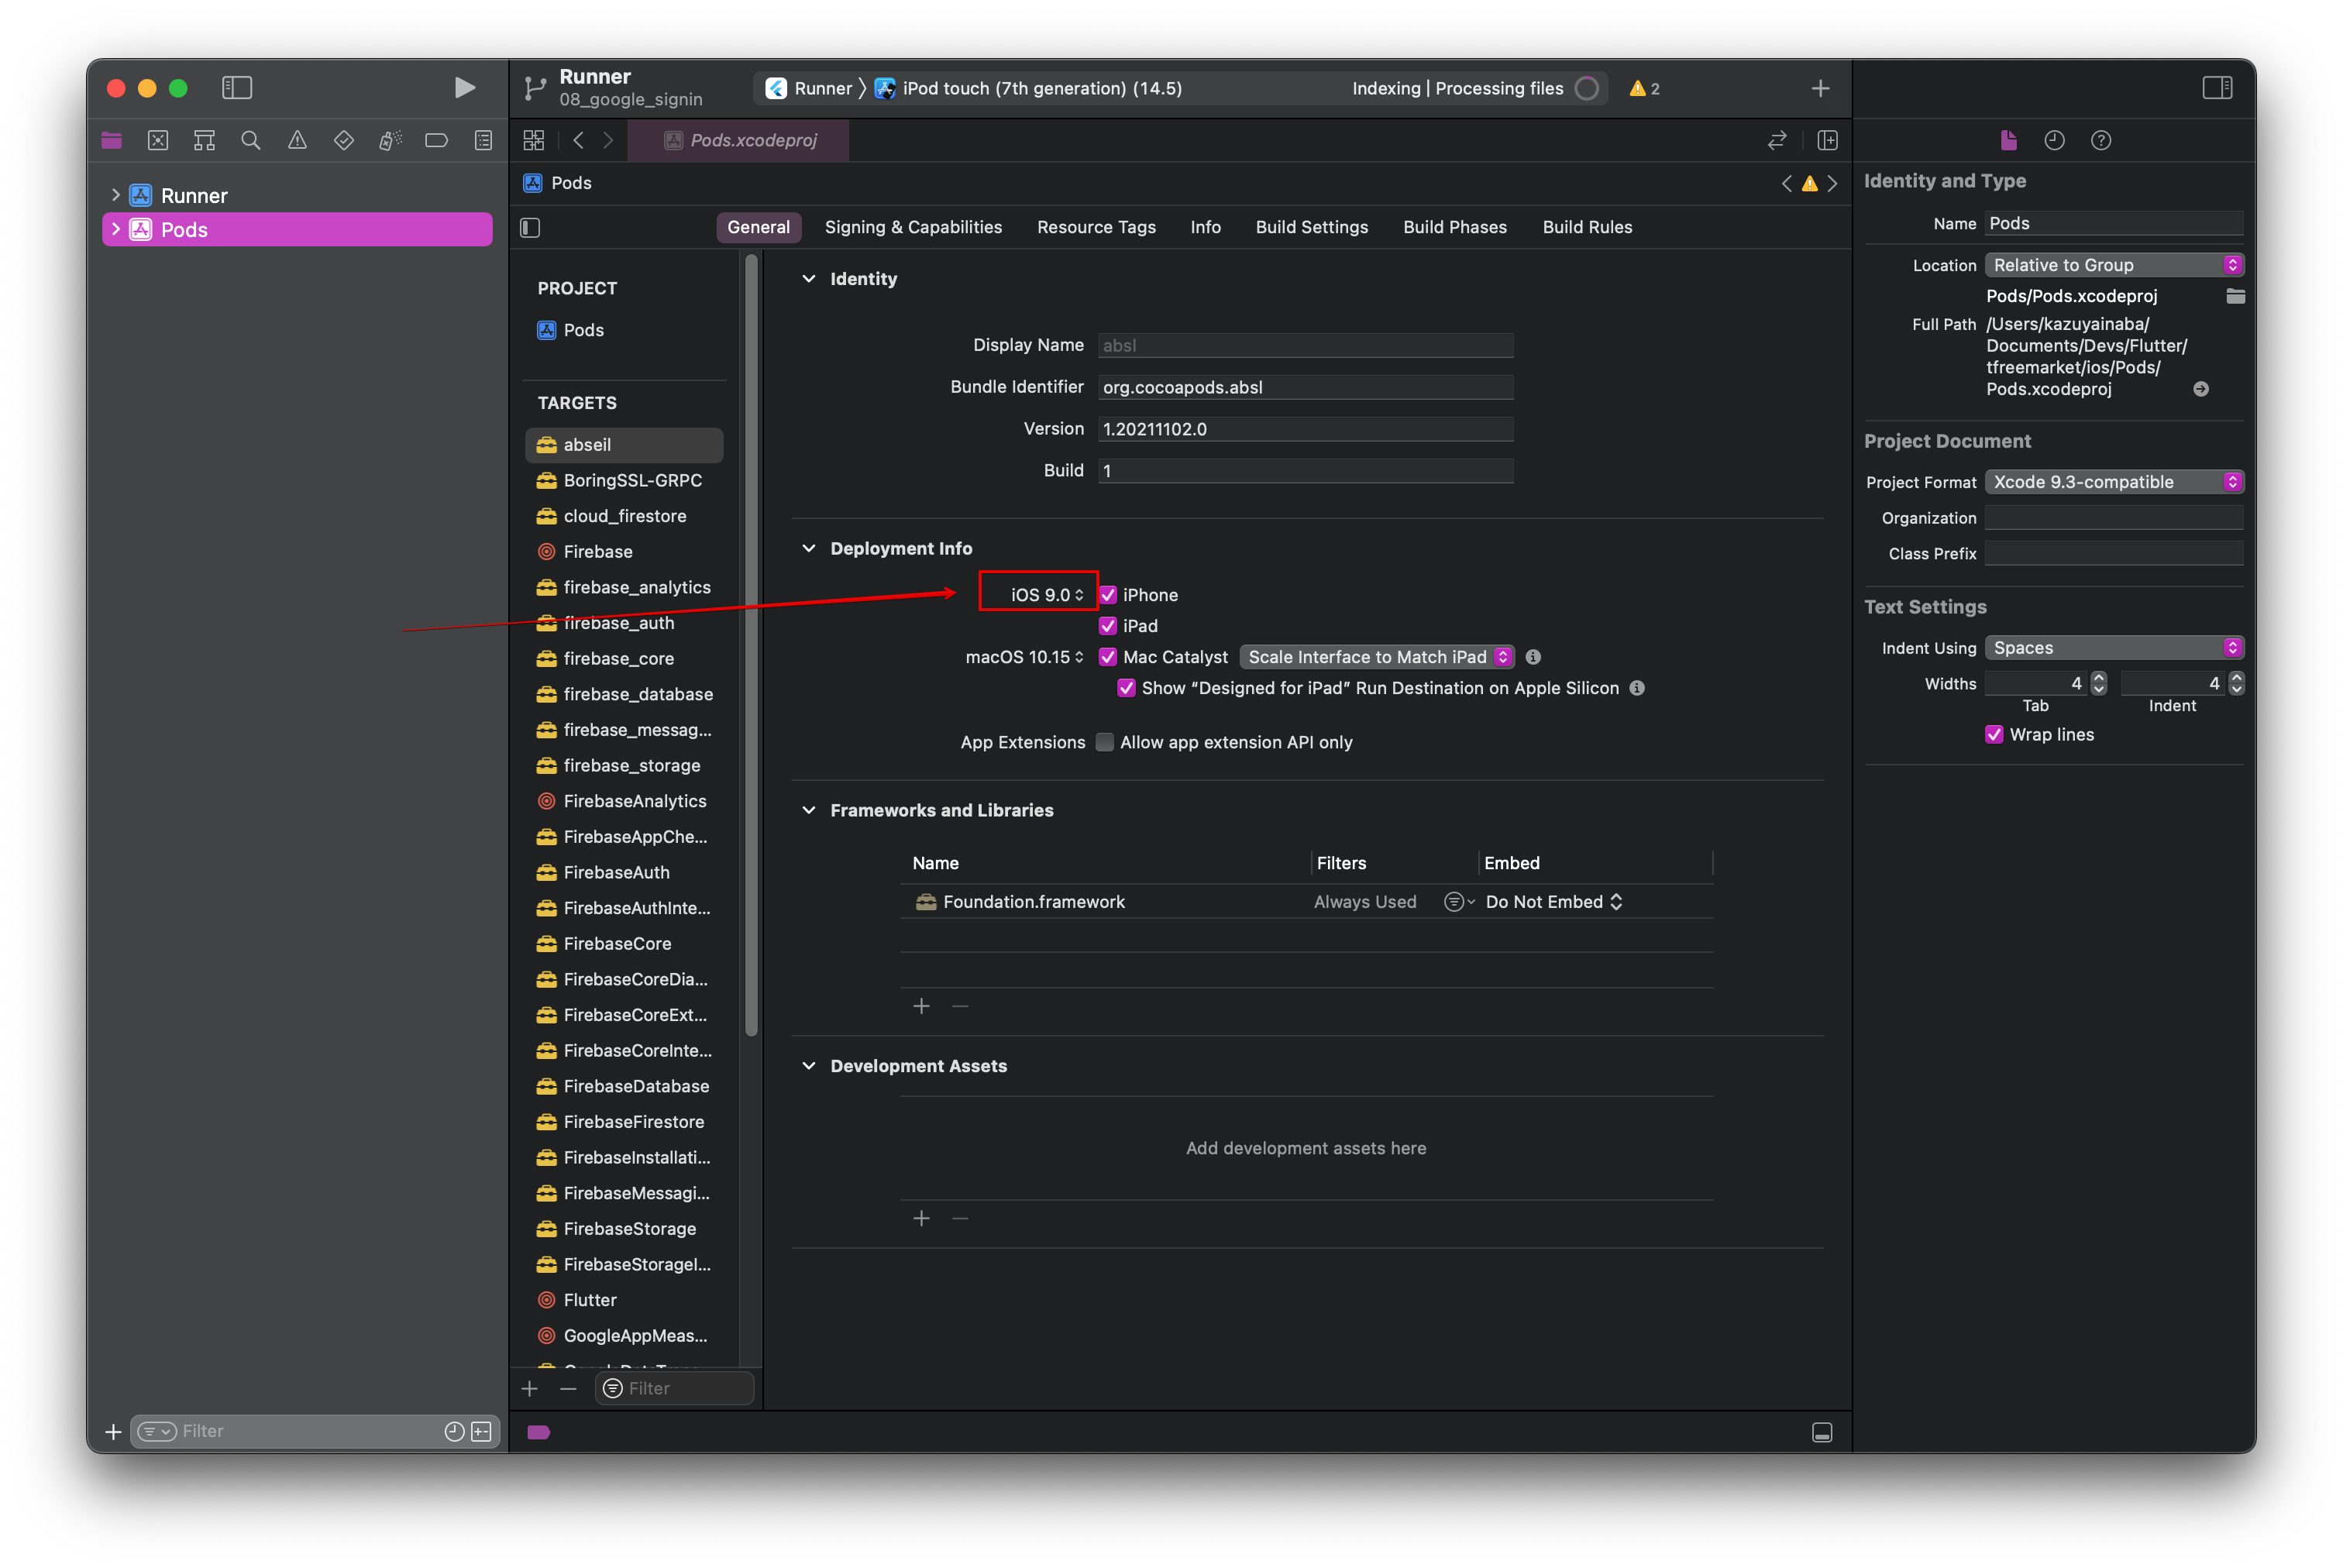 Runner
08_google_signin
Runner
iPod touch (7th generation) (14.5)
Indexing | Processing files
2
Pods.xcodeproj
Runner
Pods
Pods
General
Signing & Capabilities
Resource Tags
Info
Build Settings
Build Phases
Build Rules
PROJECT
Pods
TARGETS
abseil
BoringSSL-GRPC
cloud_firestore
Firebase
firebase_analytics
firebase_auth
firebase_core
firebase_database
firebase_messag...
firebase_storage
FirebaseAnalytics
FirebaseAppChe...
FirebaseAuth
FirebaseAuthInte...
FirebaseCore
FirebaseCoreDia...
FirebaseCoreExt...
FirebaseCoreInte...
FirebaseDatabase
FirebaseFirestore
FirebaseInstallati...
FirebaseMessagi...
FirebaseStorage
FirebaseStorageI...
Flutter
GoogleAppMeas...
Filter
Identity
Display Name absl
Bundle Identifier org.cocoapods.absl
Version 1.20211102.0
Build 1
Deployment Info
iOS 9.0 iPhone
iPad
macOS 10.15 Mac Catalyst Scale Interface to Match iPad
Show “Designed for iPad” Run Destination on Apple Silicon
App Extensions Allow app extension API only
Frameworks and Libraries
Name Filters Embed
Foundation.framework Always Used Do Not Embed
Development Assets
Add development assets here
Identity and Type
Name Pods
Location Relative to Group
Pods/Pods.xcodeproj
Full Path /Users/kazuyainaba/
Documents/Devs/Flutter/
tfreemarket/ios/Pods/
Pods.xcodeproj
Project Document
Project Format Xcode 9.3-compatible
Organization
Class Prefix
Text Settings
Indent Using Spaces
Widths 4 4
Tab Indent
Wrap lines
Filter